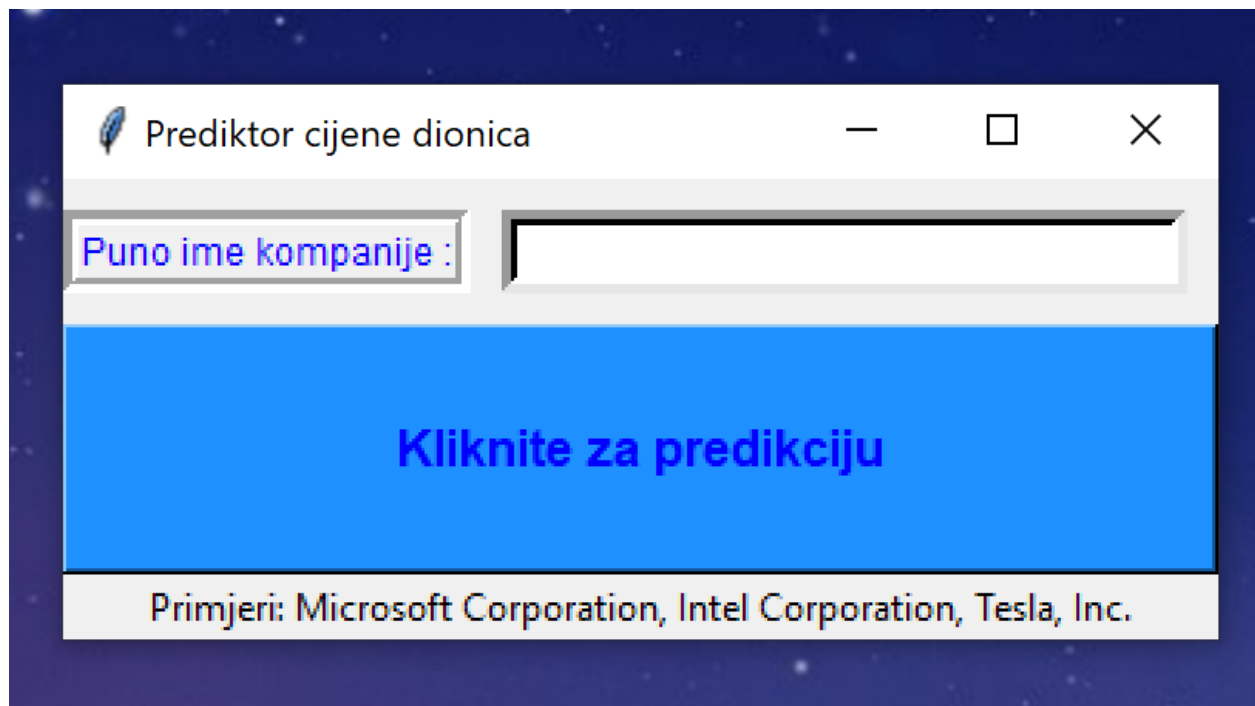 Prediktor cijene dionica
Puno ime kompanije :
Kliknite za predikciju
Primjeri: Microsoft Corporation, Intel Corporation, Tesla, Inc.